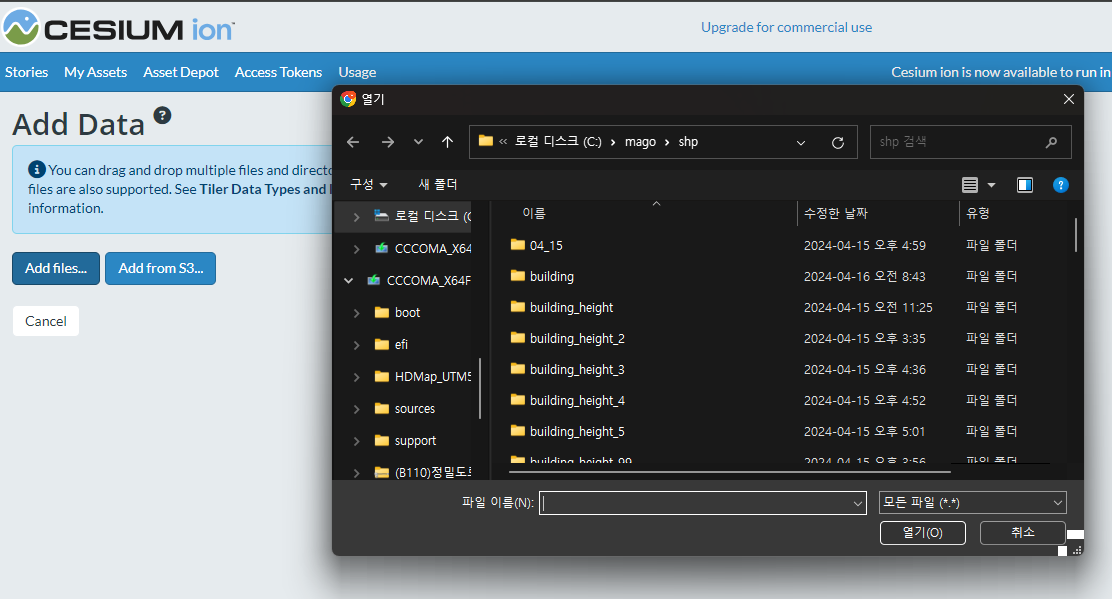 CESIUM ion
Upgrade for commercial use
Stories My Assets Asset Depot Access Tokens Usage
Cesium ion is now available to run in
Add Data ?
You can drag and drop multiple files and directo
files are also supported. See Tiler Data Types and
information.
Add files...
Add from S3...
Cancel
열기
« 로컬 디스크 (C:) › mago › shp
shp 검색
구성
새 폴더
로컬 디스크 (C
CCCOMA_X64
CCCOMA_X64F
boot
efi
HDMap_UTM5
sources
support
(B110)정밀도로
이름 수정한 날짜 유형
04_15 2024-04-15 오후 4:59 파일 폴더
building 2024-04-16 오전 8:43 파일 폴더
building_height 2024-04-15 오전 11:25 파일 폴더
building_height_2 2024-04-15 오후 3:35 파일 폴더
building_height_3 2024-04-15 오후 4:36 파일 폴더
building_height_4 2024-04-15 오후 4:52 파일 폴더
building_height_5 2024-04-15 오후 5:01 파일 폴더
building_height_99 2024-04-15 오후 3:56 파일 폴더
파일 이름(N):
모든 파일 (*.*)
열기(O)
취소